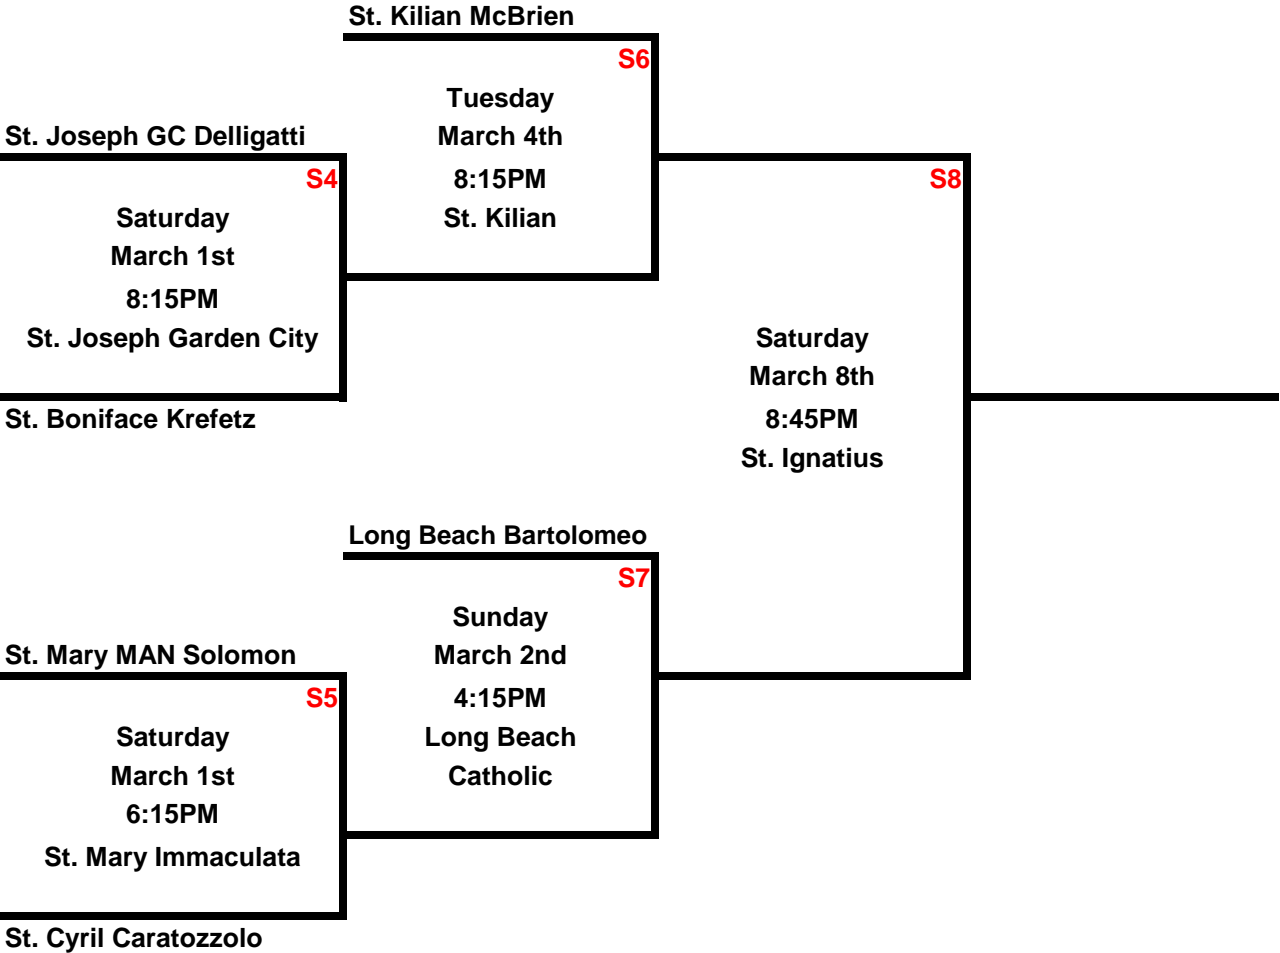 St. Kilian McBrien
S6
Tuesday
March 4th
8:15PM
St. Kilian
St. Joseph GC Delligatti
S4
Saturday
March 1st
8:15PM
St. Joseph Garden City
St. Boniface Krefetz
S8
Saturday
March 8th
8:45PM
St. Ignatius
Long Beach Bartolomeo
S7
Sunday
March 2nd
4:15PM
Long Beach
Catholic
St. Mary MAN Solomon
S5
Saturday
March 1st
6:15PM
St. Mary Immaculata
St. Cyril Caratozzolo